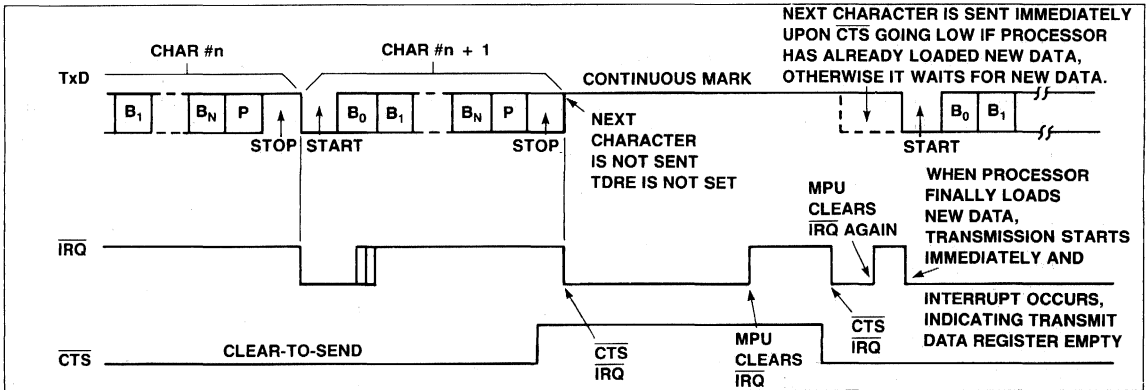 NEXT CHARACTER IS SENT IMMEDIATELY
UPON CTS GOING LOW IF PROCESSOR
HAS ALREADY LOADED NEW DATA,
OTHERWISE IT WAITS FOR NEW DATA.
CHAR #n
CHAR #n + 1
TxD
CONTINUOUS MARK
B1
BN
P
B0
B1
BN
P
B0
B1
STOP
START
STOP
START
NEXT
CHARACTER
IS NOT SENT
TDRE IS NOT SET
MPU
CLEARS
IRQ AGAIN
WHEN PROCESSOR
FINALLY LOADS
NEW DATA,
TRANSMISSION STARTS
IMMEDIATELY AND
INTERRUPT OCCURS,
INDICATING TRANSMIT
DATA REGISTER EMPTY
IRQ
CTS
IRQ
MPU
CLEARS
IRQ
CTS
IRQ
CTS
CLEAR-TO-SEND